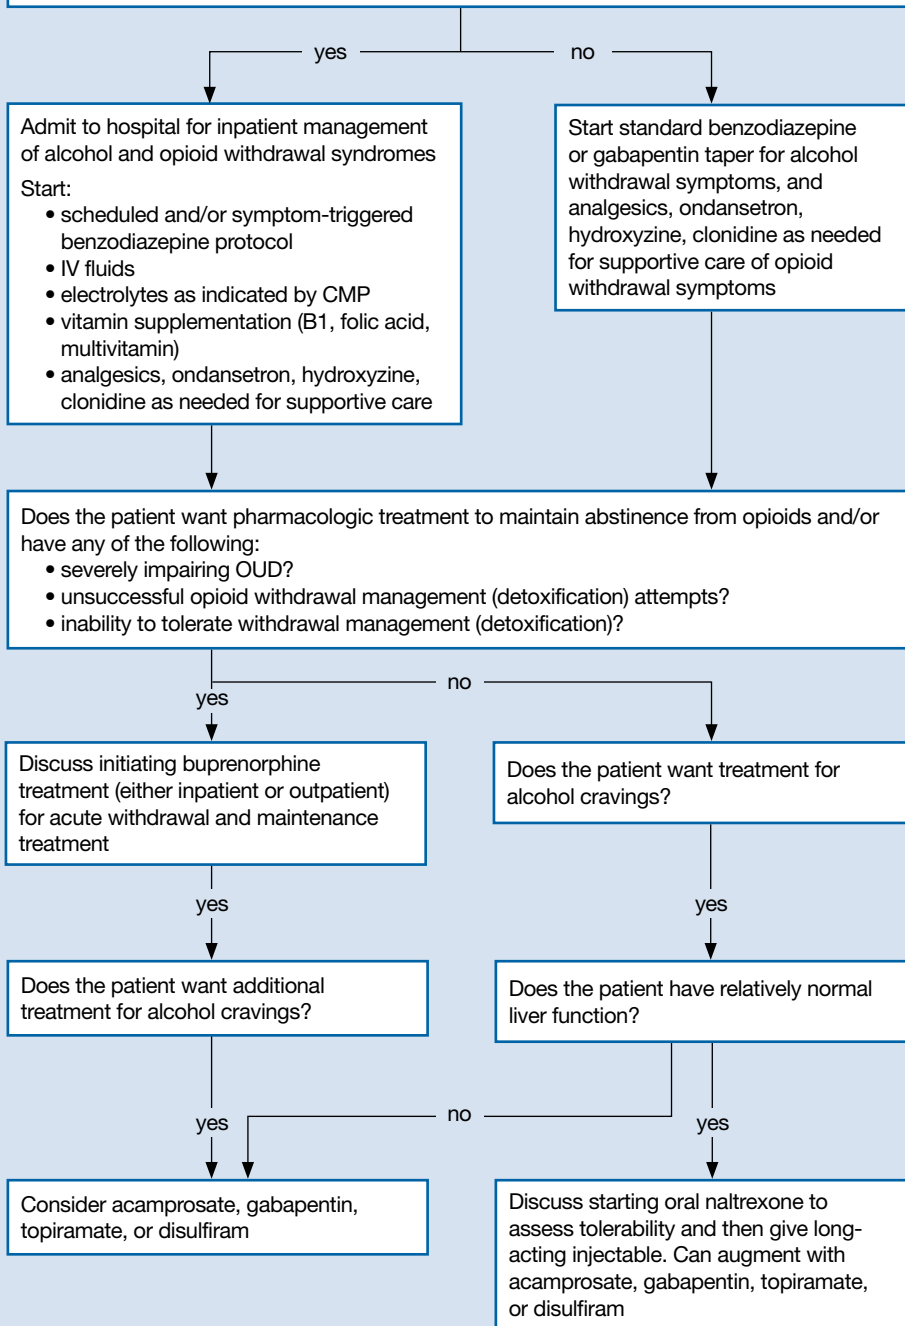 yes
no
Admit to hospital for inpatient management
of alcohol and opioid withdrawal syndromes
Start:
• scheduled and/or symptom-triggered
benzodiazepine protocol
• IV fluids
• electrolytes as indicated by CMP
• vitamin supplementation (B1, folic acid,
multivitamin)
• analgesics, ondansetron, hydroxyzine,
clonidine as needed for supportive care
Start standard benzodiazepine
or gabapentin taper for alcohol
withdrawal symptoms, and
analgesics, ondansetron,
hydroxyzine, clonidine as needed
for supportive care of opioid
withdrawal symptoms
Does the patient want pharmacologic treatment to maintain abstinence from opioids and/or
have any of the following:
• severely impairing OUD?
• unsuccessful opioid withdrawal management (detoxification) attempts?
• inability to tolerate withdrawal management (detoxification)?
yes
no
Discuss initiating buprenorphine
treatment (either inpatient or outpatient)
for acute withdrawal and maintenance
treatment
Does the patient want treatment for
alcohol cravings?
yes
yes
Does the patient want additional
treatment for alcohol cravings?
Does the patient have relatively normal
liver function?
yes
no
yes
Consider acamprosate, gabapentin,
topiramate, or disulfiram
Discuss starting oral naltrexone to
assess tolerability and then give long-
acting injectable. Can augment with
acamprosate, gabapentin, topiramate,
or disulfiram